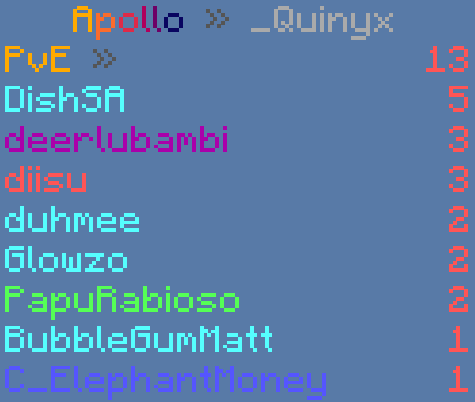 Apollo » _Quinyx
PvE » 13
DishSA 5
deerlubambi 3
diisu 3
duhmee 2
Glowzo 2
PapuRabioso 2
BubbleGumMatt 1
C_ElephantMoney 1